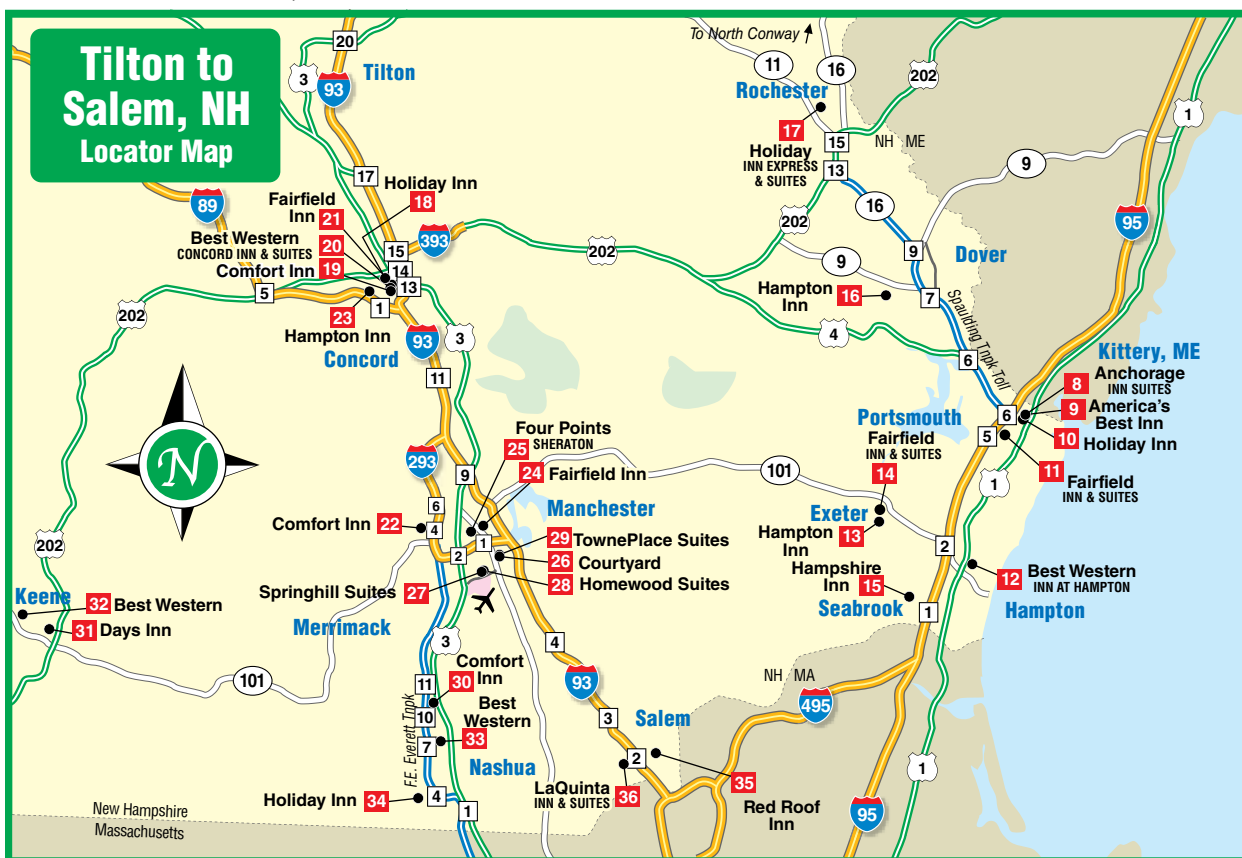 Tilton to
Salem, NH
Locator Map
To North Conway
20
3
93
Tilton
11
16
202
1
Rochester
17
Holiday
INN EXPRESS
& SUITES
15
13
NH
ME
9
16
95
17
89
Holiday Inn
18
Fairfield
Inn
21
Best Western
CONCORD INN & SUITES
20
Comfort Inn
19
15
14
13
393
202
202
9
9
Dover
5
1
23
Hampton Inn
Concord
93
3
Hampton
Inn
16
7
Spaulding Tnpk Toll
4
6
202
11
Kittery, ME
8
Anchorage
INN SUITES
9
America's
Best Inn
10
Holiday Inn
6
5
Portsmouth
Fairfield
INN & SUITES
14
11
Fairfield
INN & SUITES
1
N
293
9
25
Four Points
SHERATON
24
Fairfield Inn
101
6
4
Comfort Inn
22
Manchester
1
2
29
TownePlace Suites
26
Courtyard
28
Homewood Suites
Springhill Suites
27
Exeter
Hampton
Inn
13
2
Hampshire
Inn
15
12
Best Western
INN AT HAMPTON
Seabrook
1
Hampton
202
Keene
32
Best Western
31
Days Inn
Merrimack
3
4
101
Comfort
Inn
30
11
10
93
NH
MA
495
Best
Western
33
7
F.E. Everett Tnpk
3
Salem
2
Nashua
LaQuinta
INN & SUITES
36
35
Red Roof
Inn
1
95
Holiday Inn
34
4
1
New Hampshire
Massachusetts